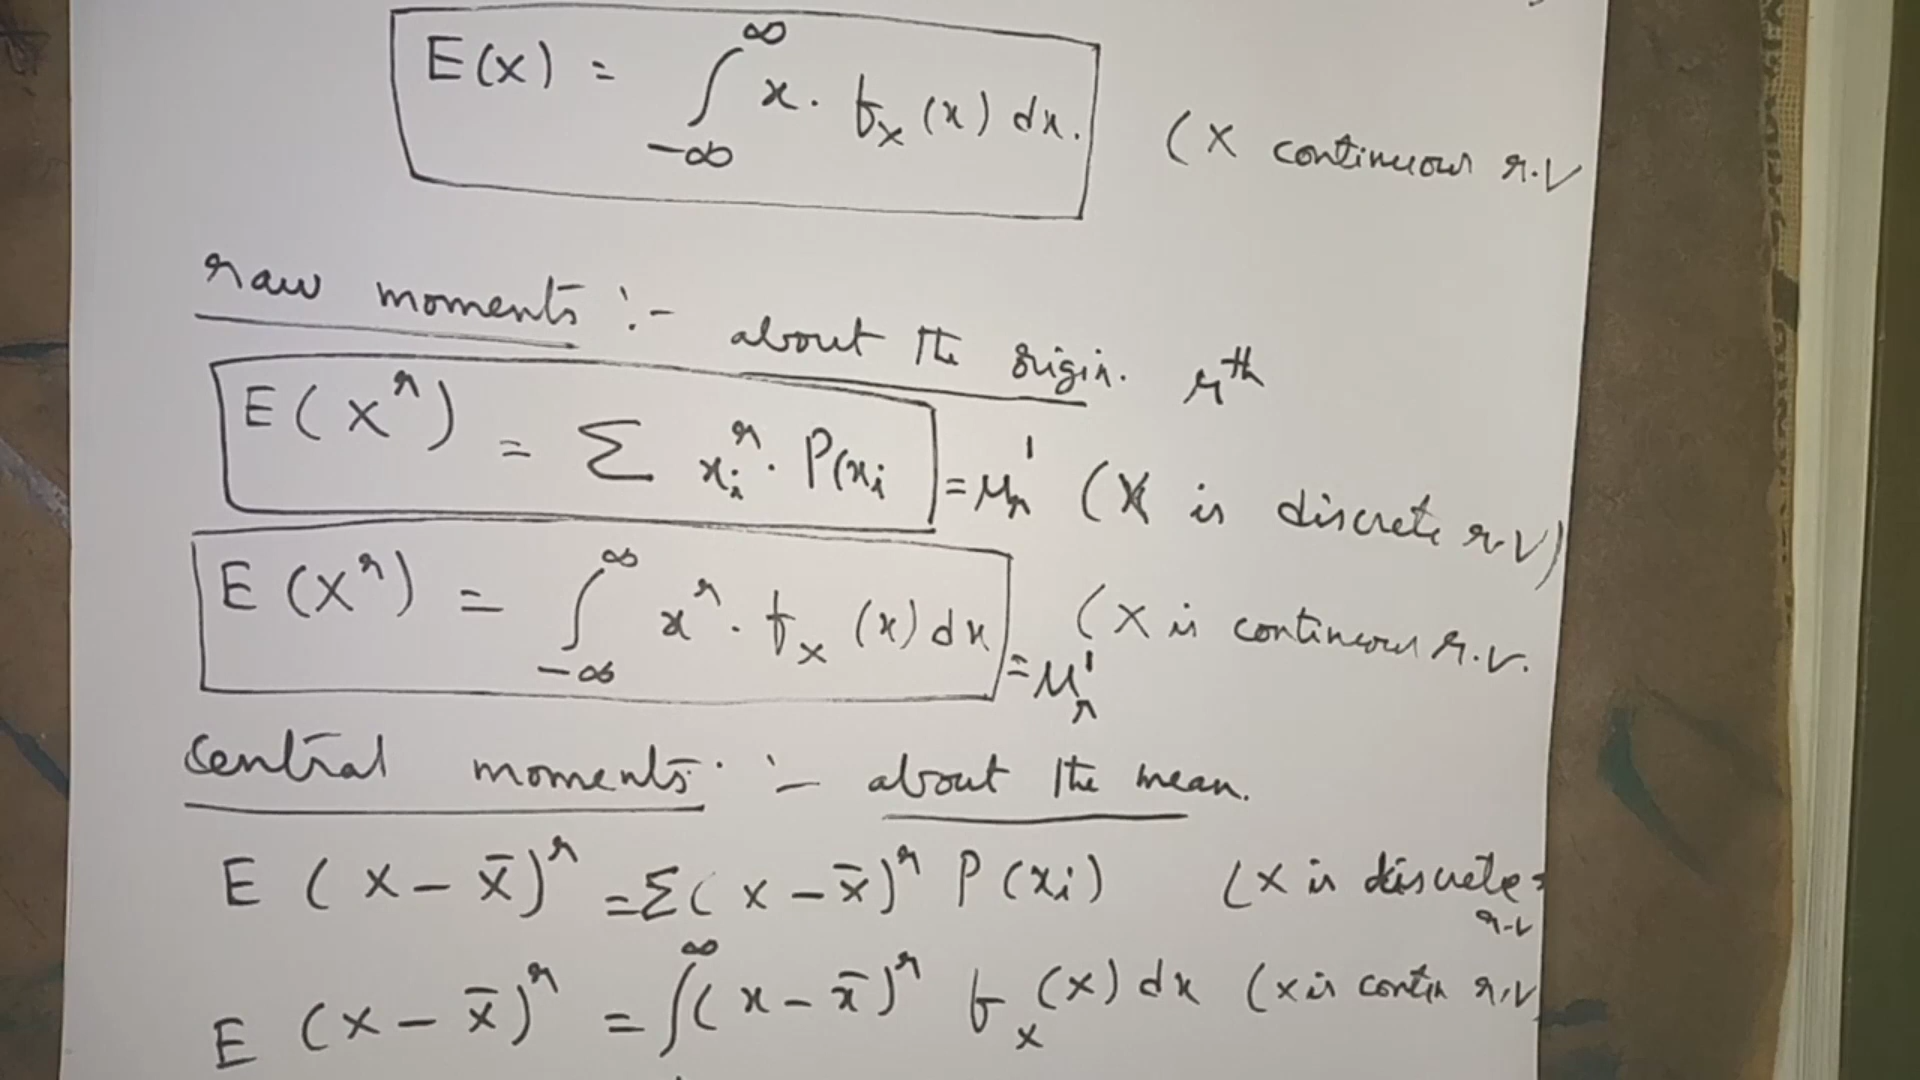 E(x) = ∫_{-∞}^{∞} x. f_x (x) dx. (X continuous r.v
raw moments :- about the origin. rth
E(X^r) = Σ x_i^r. P(x_i = μ_r' (X is discrete r.v)
E(X^r) = ∫_{-∞}^{∞} x^r. f_x (x) dx = μ_r' (X is continuous r.v.
Central moments. :- about the mean.
E (x - x̄)^r = Σ( x - x̄)^r P(x_i) (X is discrete r.v
E (x - x̄)^r = ∫^{∞}( x - x̄)^r f_x (x) dx (x is contin r.v